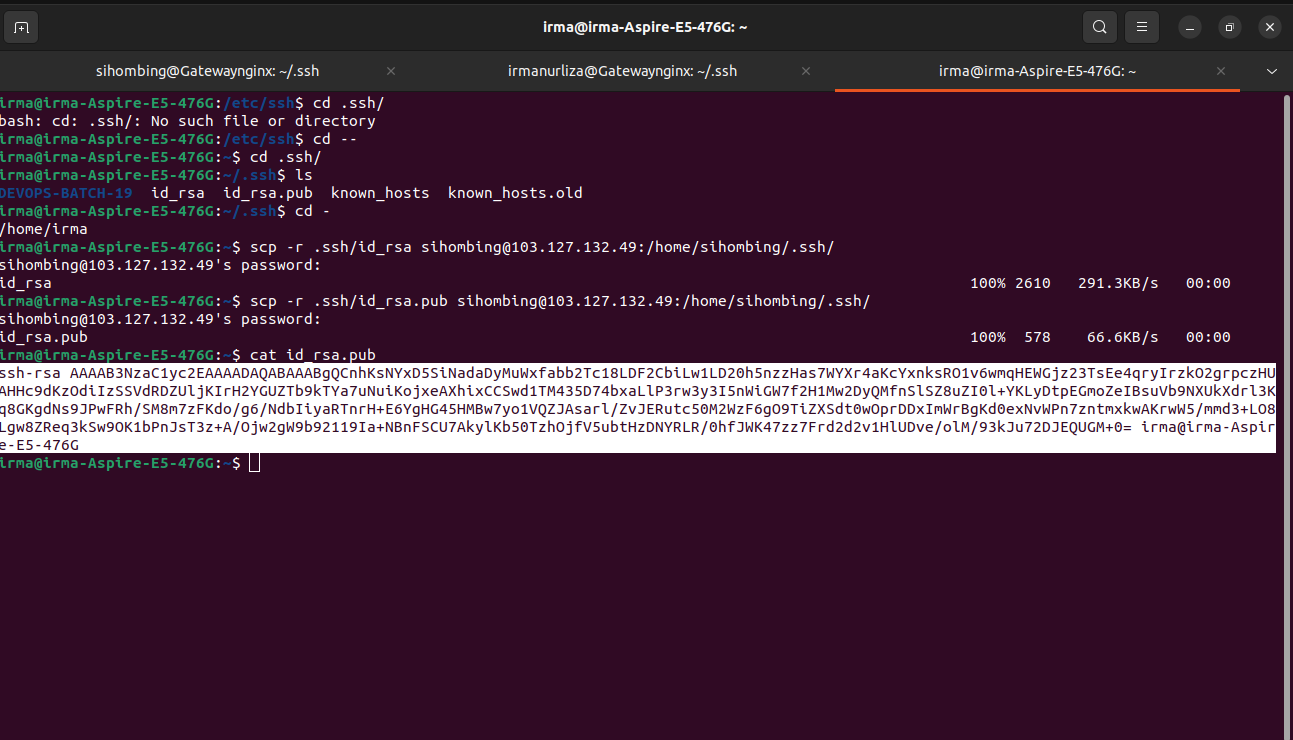 irma@irma-Aspire-E5-476G: ~
sihombing@Gatewaynginx: ~/.ssh
irmanurliza@Gatewaynginx: ~/.ssh
irma@irma-Aspire-E5-476G: ~
irma@irma-Aspire-E5-476G:/etc/ssh$ cd .ssh/
bash: cd: .ssh/: No such file or directory
irma@irma-Aspire-E5-476G:/etc/ssh$ cd --
irma@irma-Aspire-E5-476G:~$ cd .ssh/
irma@irma-Aspire-E5-476G:~/.ssh$ ls
DEVOPS-BATCH-19  id_rsa  id_rsa.pub  known_hosts  known_hosts.old
irma@irma-Aspire-E5-476G:~/.ssh$ cd -
/home/irma
irma@irma-Aspire-E5-476G:~$ scp -r .ssh/id_rsa sihombing@103.127.132.49:/home/sihombing/.ssh/
sihombing@103.127.132.49's password:
id_rsa 100% 2610 291.3KB/s 00:00
irma@irma-Aspire-E5-476G:~$ scp -r .ssh/id_rsa.pub sihombing@103.127.132.49:/home/sihombing/.ssh/
sihombing@103.127.132.49's password:
id_rsa.pub 100% 578 66.6KB/s 00:00
irma@irma-Aspire-E5-476G:~$ cat id_rsa.pub
ssh-rsa AAAAB3NzaC1yc2EAAAADAQABAAABgQCnhKsNYxD5SiNadaDyMuWxfabb2Tc18LDF2CbiLw1LD20h5nzzHas7WYXr4aKcYxnksRO1v6wmqHEWGjz23TsEe4qryIrzkO2grpczHU
AHHc9dKzOdiIzSSVdRDZUljKIrH2YGUZTb9kTYa7uNuiKojxeAXhixCCSwd1TM435D74bxaLlP3rw3y3I5nWiGW7f2H1Mw2DyQMfnSlSZ8uZI0l+YKLyDtpEGmoZeIBsuVb9NXUkXdrl3K
q8GKgdNs9JPwFRh/SM8m7zFKdo/g6/NdbIiyaRTnrH+E6YgHG45HMBw7yo1VQZJAsarl/ZvJERutc50M2WzF6gO9TiZXSdt0wOprDDxImWrBgKd0exNvWPn7zntmxkwAKrwW5/mmd3+LO8
Lgw8ZReq3kSw9OK1bPnJsT3z+A/Ojw2gW9b92119Ia+NBnFSCU7AkylKb50TzhOjfV5ubtHzDNYRLR/0hfJWK47zz7Frd2d2v1HlUDve/olM/93kJu72DJEQUGM+0= irma@irma-Aspir
e-E5-476G
irma@irma-Aspire-E5-476G:~$